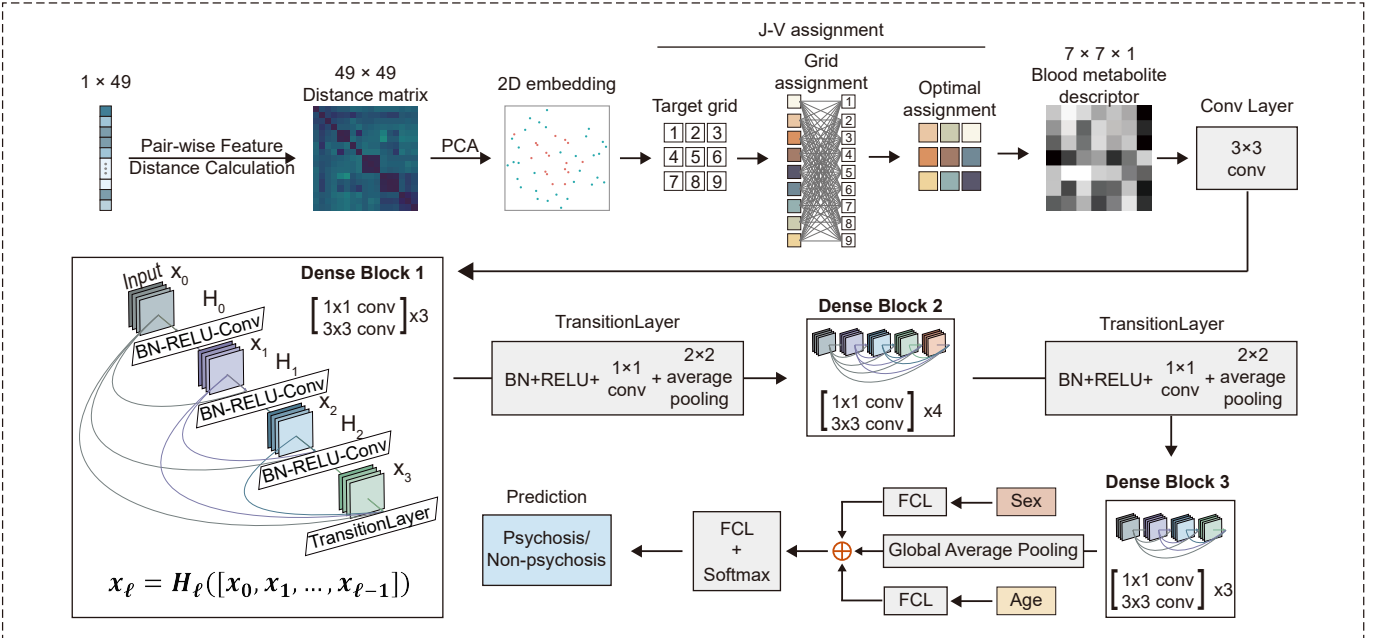 J-V assignment
1 × 49
49 × 49
Distance matrix
2D embedding
Target grid
Grid
assignment
Optimal
assignment
7 × 7 × 1
Blood metabolite
descriptor
Conv Layer
Pair-wise Feature
Distance Calculation
PCA
1 2 3
4 5 6
7 8 9
1
2
3
4
5
6
7
8
9
3×3
conv
Input
x0
H0
BN-RELU-Conv
x1
H1
BN-RELU-Conv
x2
H2
BN-RELU-Conv
x3
TransitionLayer
Dense Block 1
[1x1 conv
3x3 conv]x3
xℓ = Hℓ([x0, x1, ..., xℓ−1])
TransitionLayer
BN+RELU+ 1×1 conv + 2×2 average pooling
Dense Block 2
[1x1 conv
3x3 conv] x4
TransitionLayer
BN+RELU+ 1×1 conv + 2×2 average pooling
Dense Block 3
[1x1 conv
3x3 conv] x3
Sex
FCL
Global Average Pooling
Age
FCL
FCL
+
Softmax
Prediction
Psychosis/
Non-psychosis